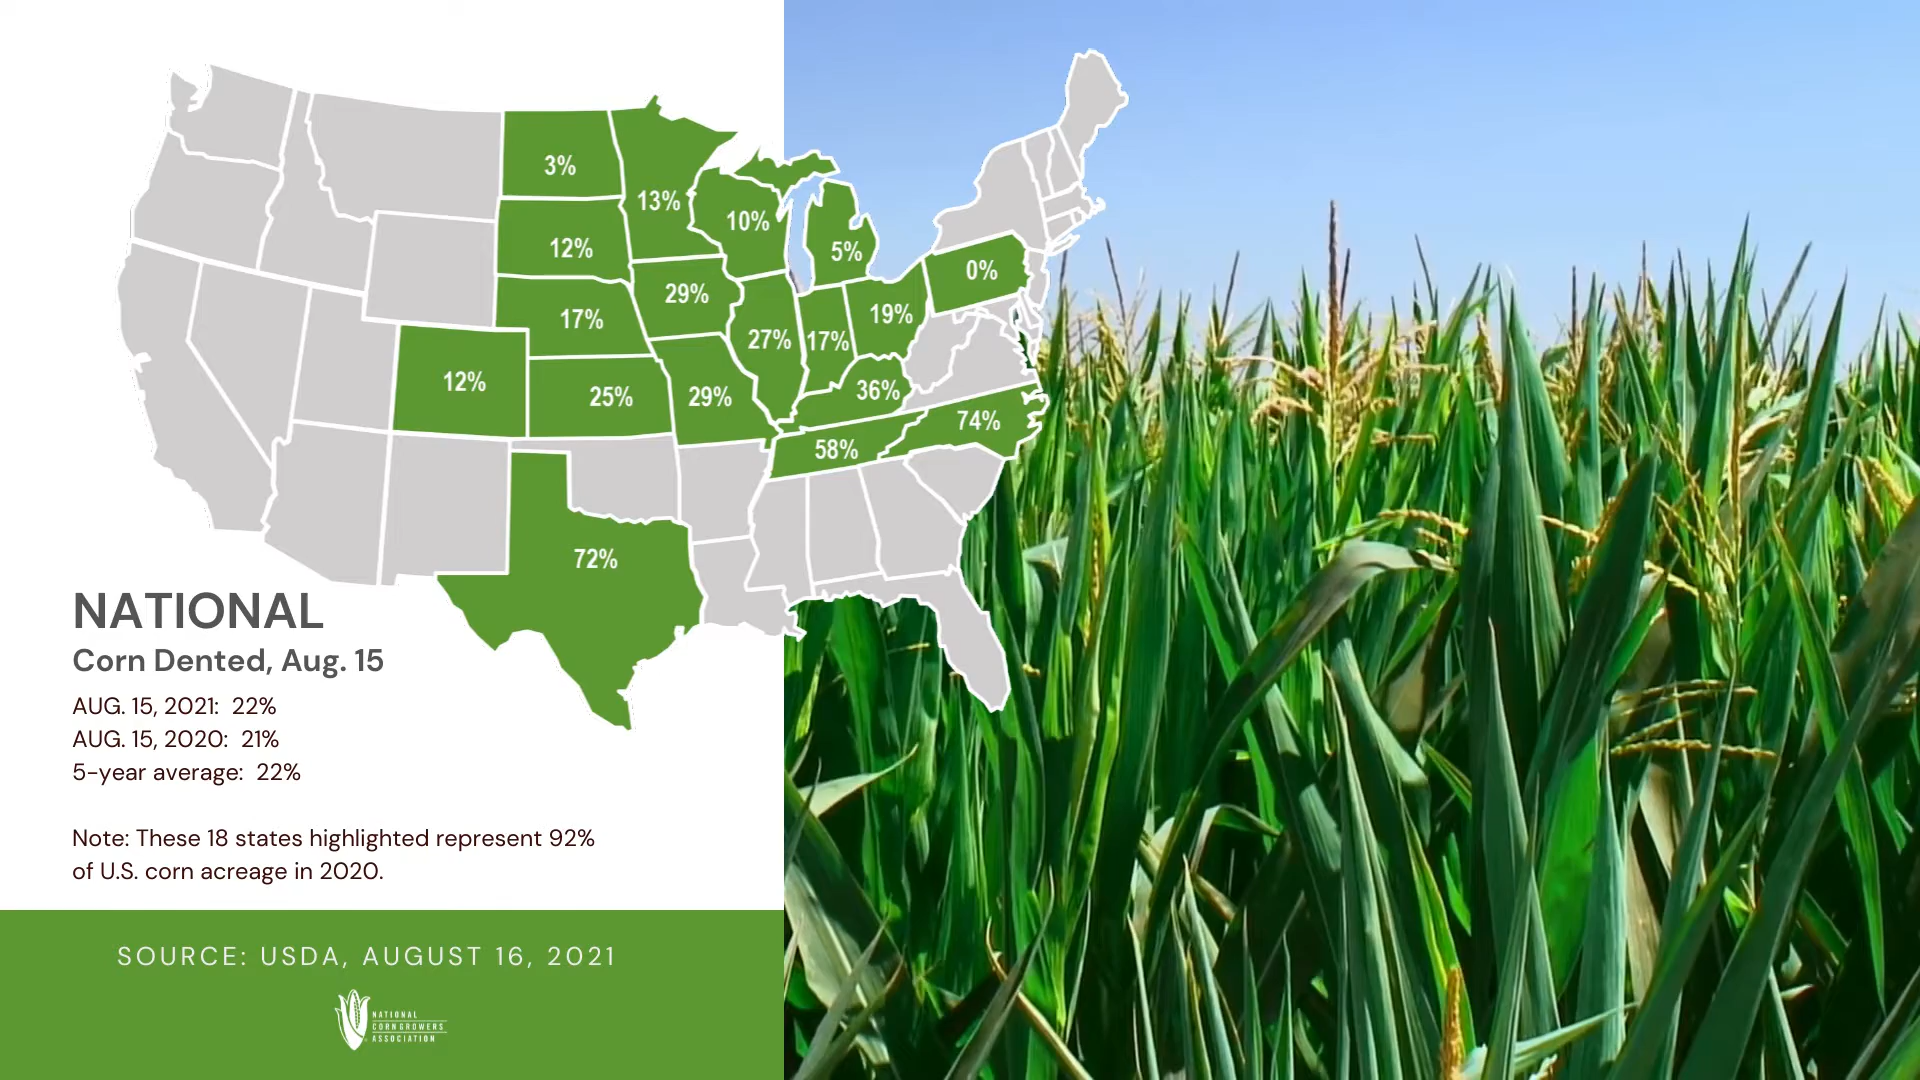 3%
13%
10%
12%
5%
0%
29%
17%
19%
27%
17%
12%
25%
29%
36%
74%
58%
72%
NATIONAL
Corn Dented, Aug. 15
AUG. 15, 2021: 22%
AUG. 15, 2020: 21%
5-year average: 22%
Note: These 18 states highlighted represent 92%
of U.S. corn acreage in 2020.
SOURCE: USDA, AUGUST 16, 2021
NATIONAL
CORN GROWERS
ASSOCIATION